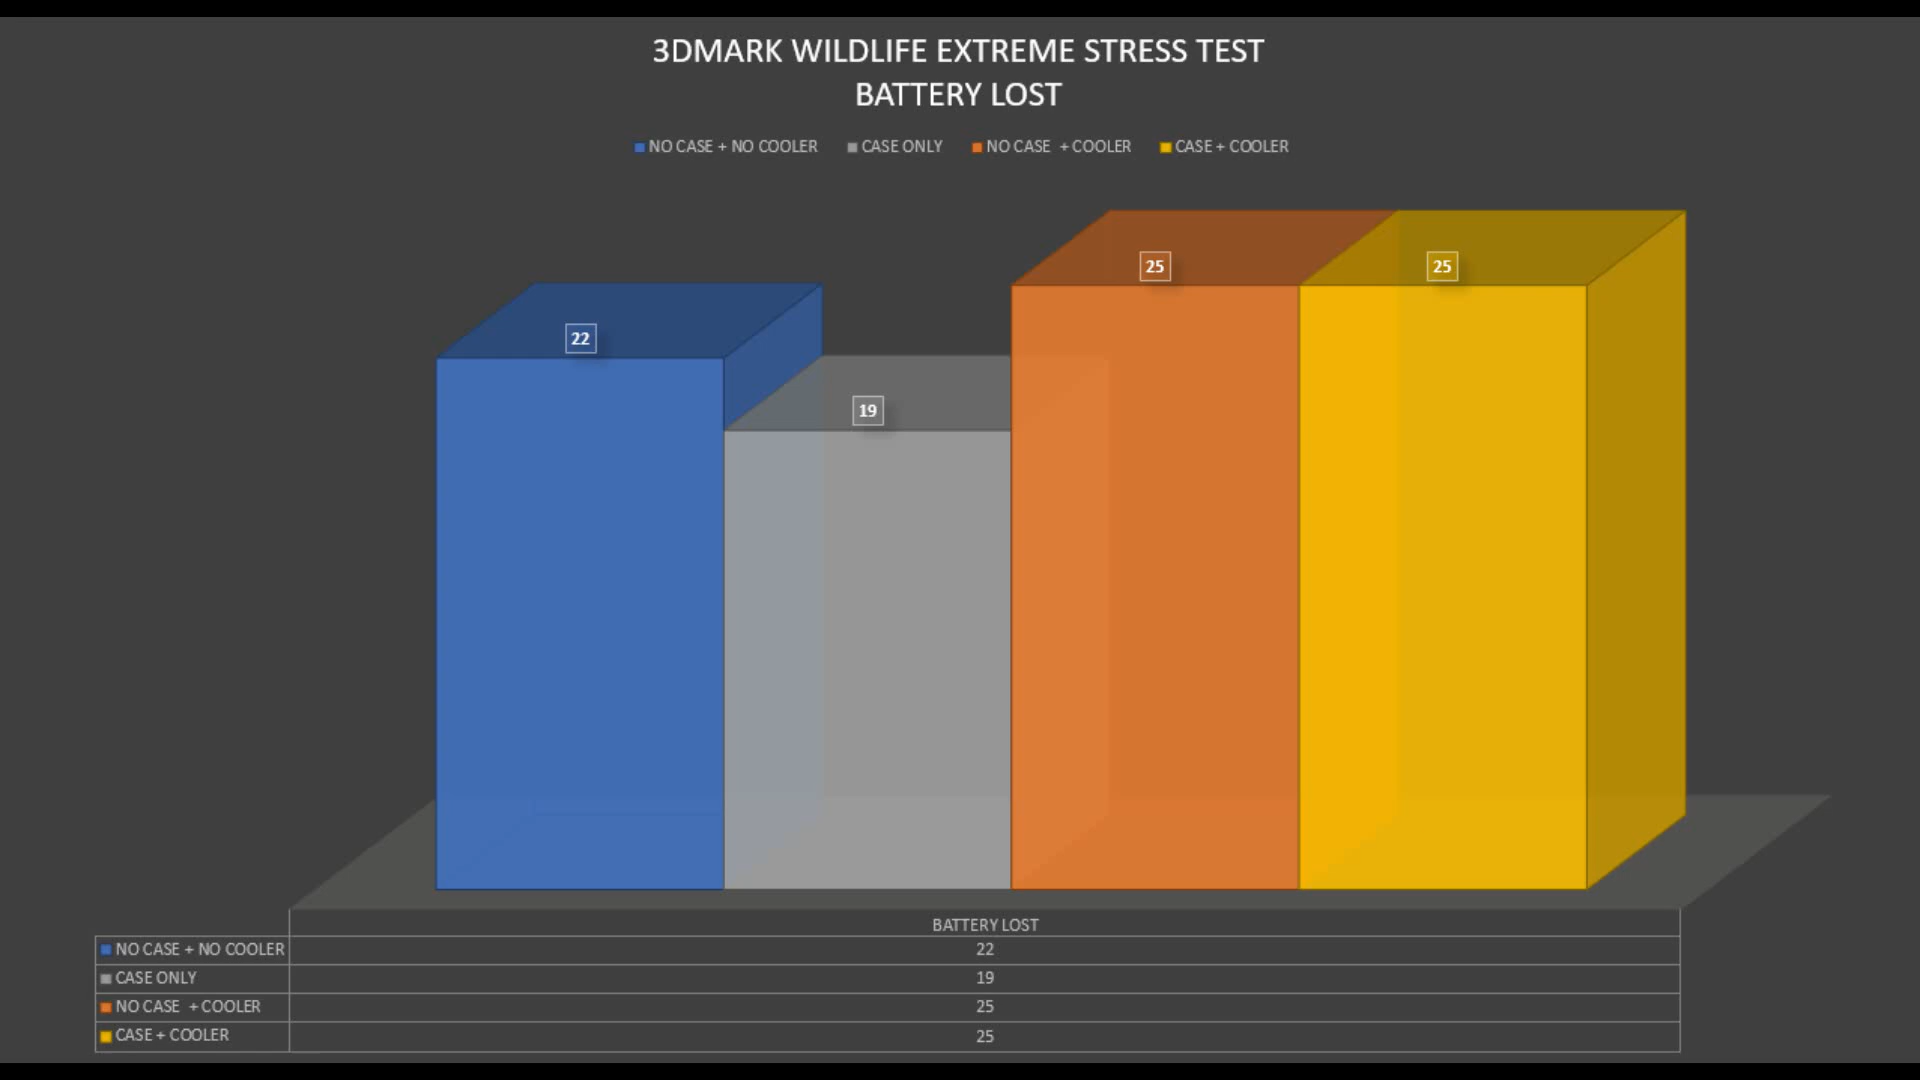 3DMARK WILDLIFE EXTREME STRESS TEST
BATTERY LOST
NO CASE + NO COOLER CASE ONLY NO CASE + COOLER CASE + COOLER
22
19
25
25
BATTERY LOST
NO CASE + NO COOLER 22
CASE ONLY 19
NO CASE + COOLER 25
CASE + COOLER 25